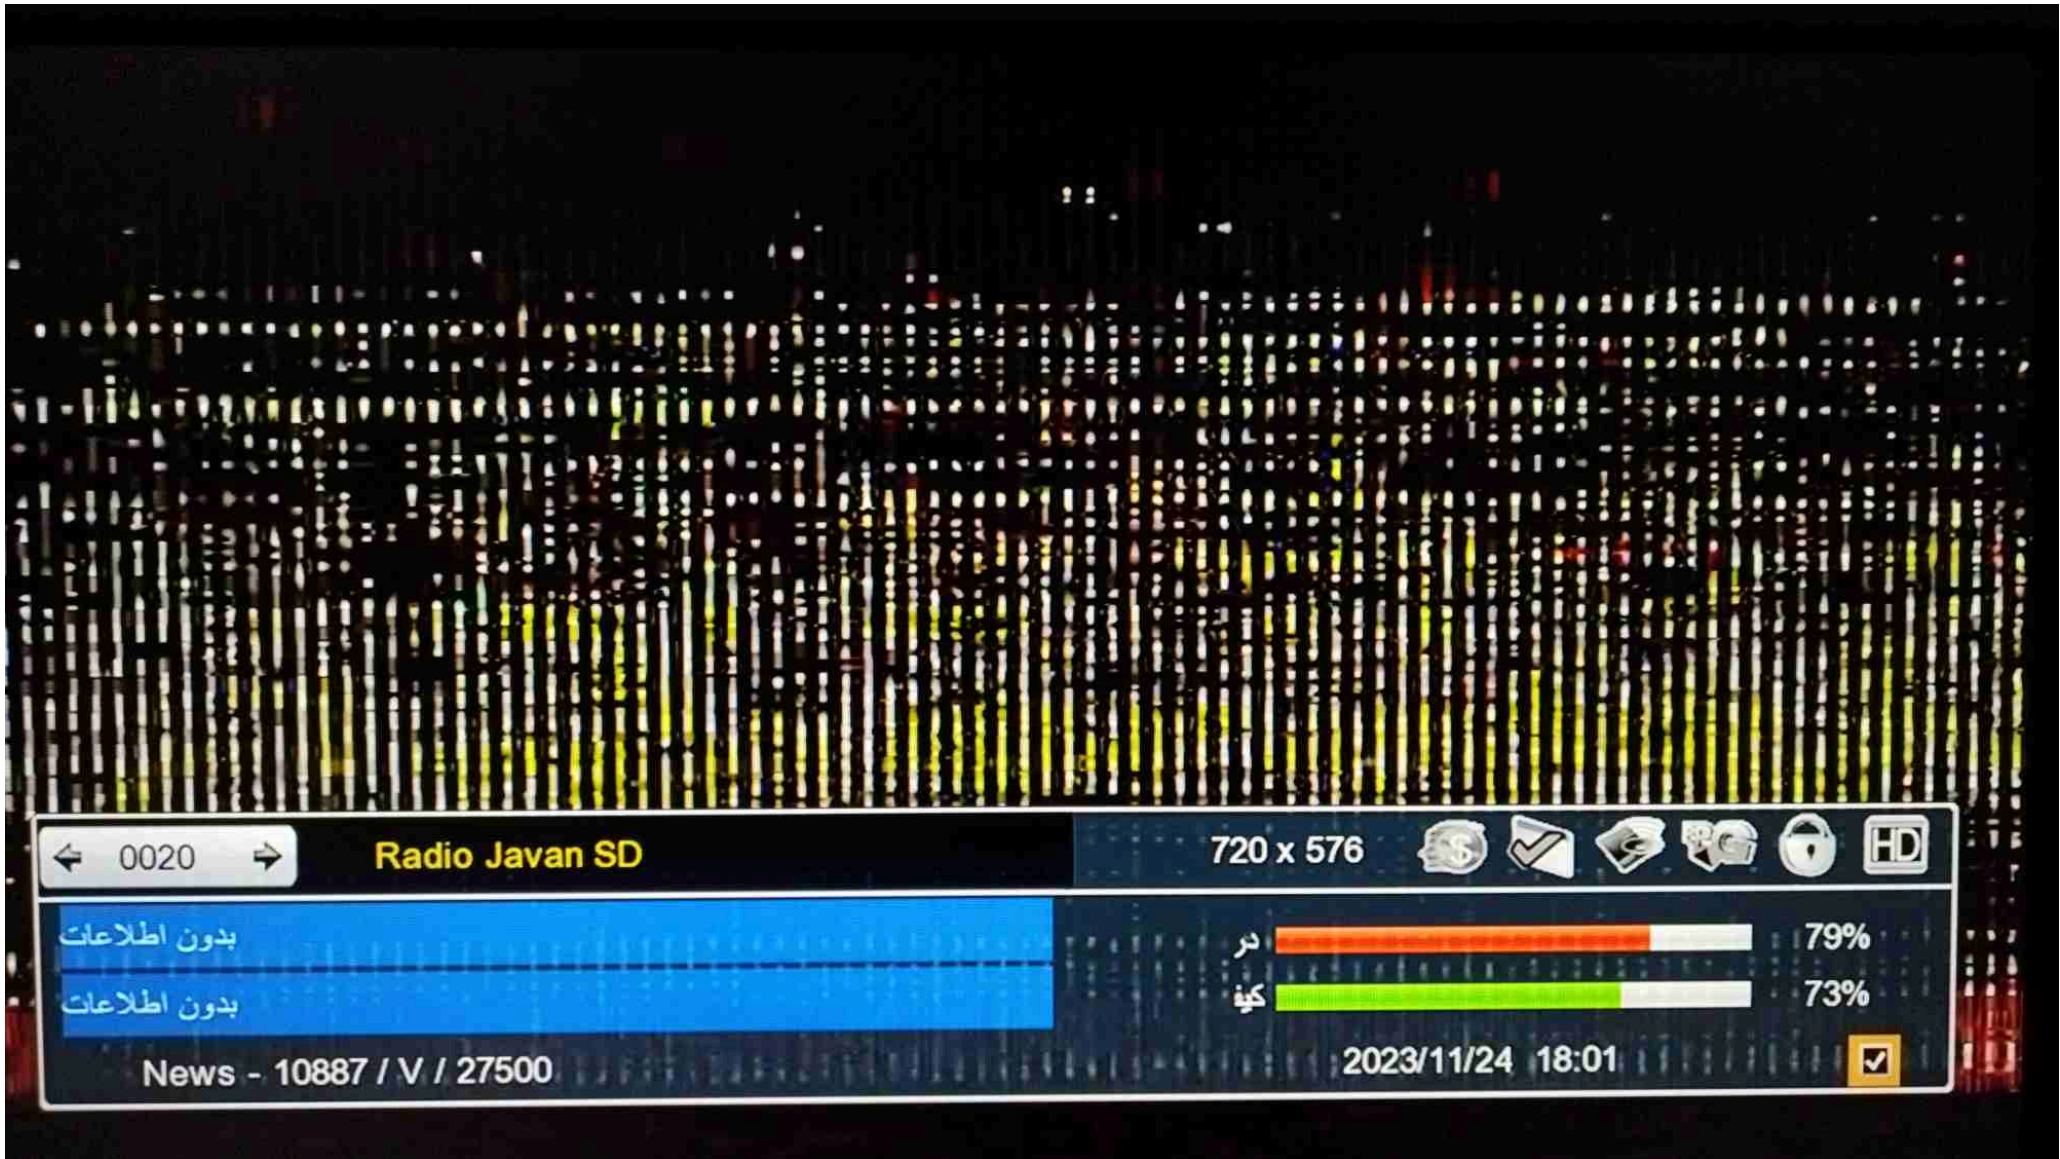 0020 Radio Javan SD 720 x 576 HD
بدون اطلاعات
در 79%
بدون اطلاعات
كيف 73%
News - 10887 / V / 27500 2023/11/24 18:01